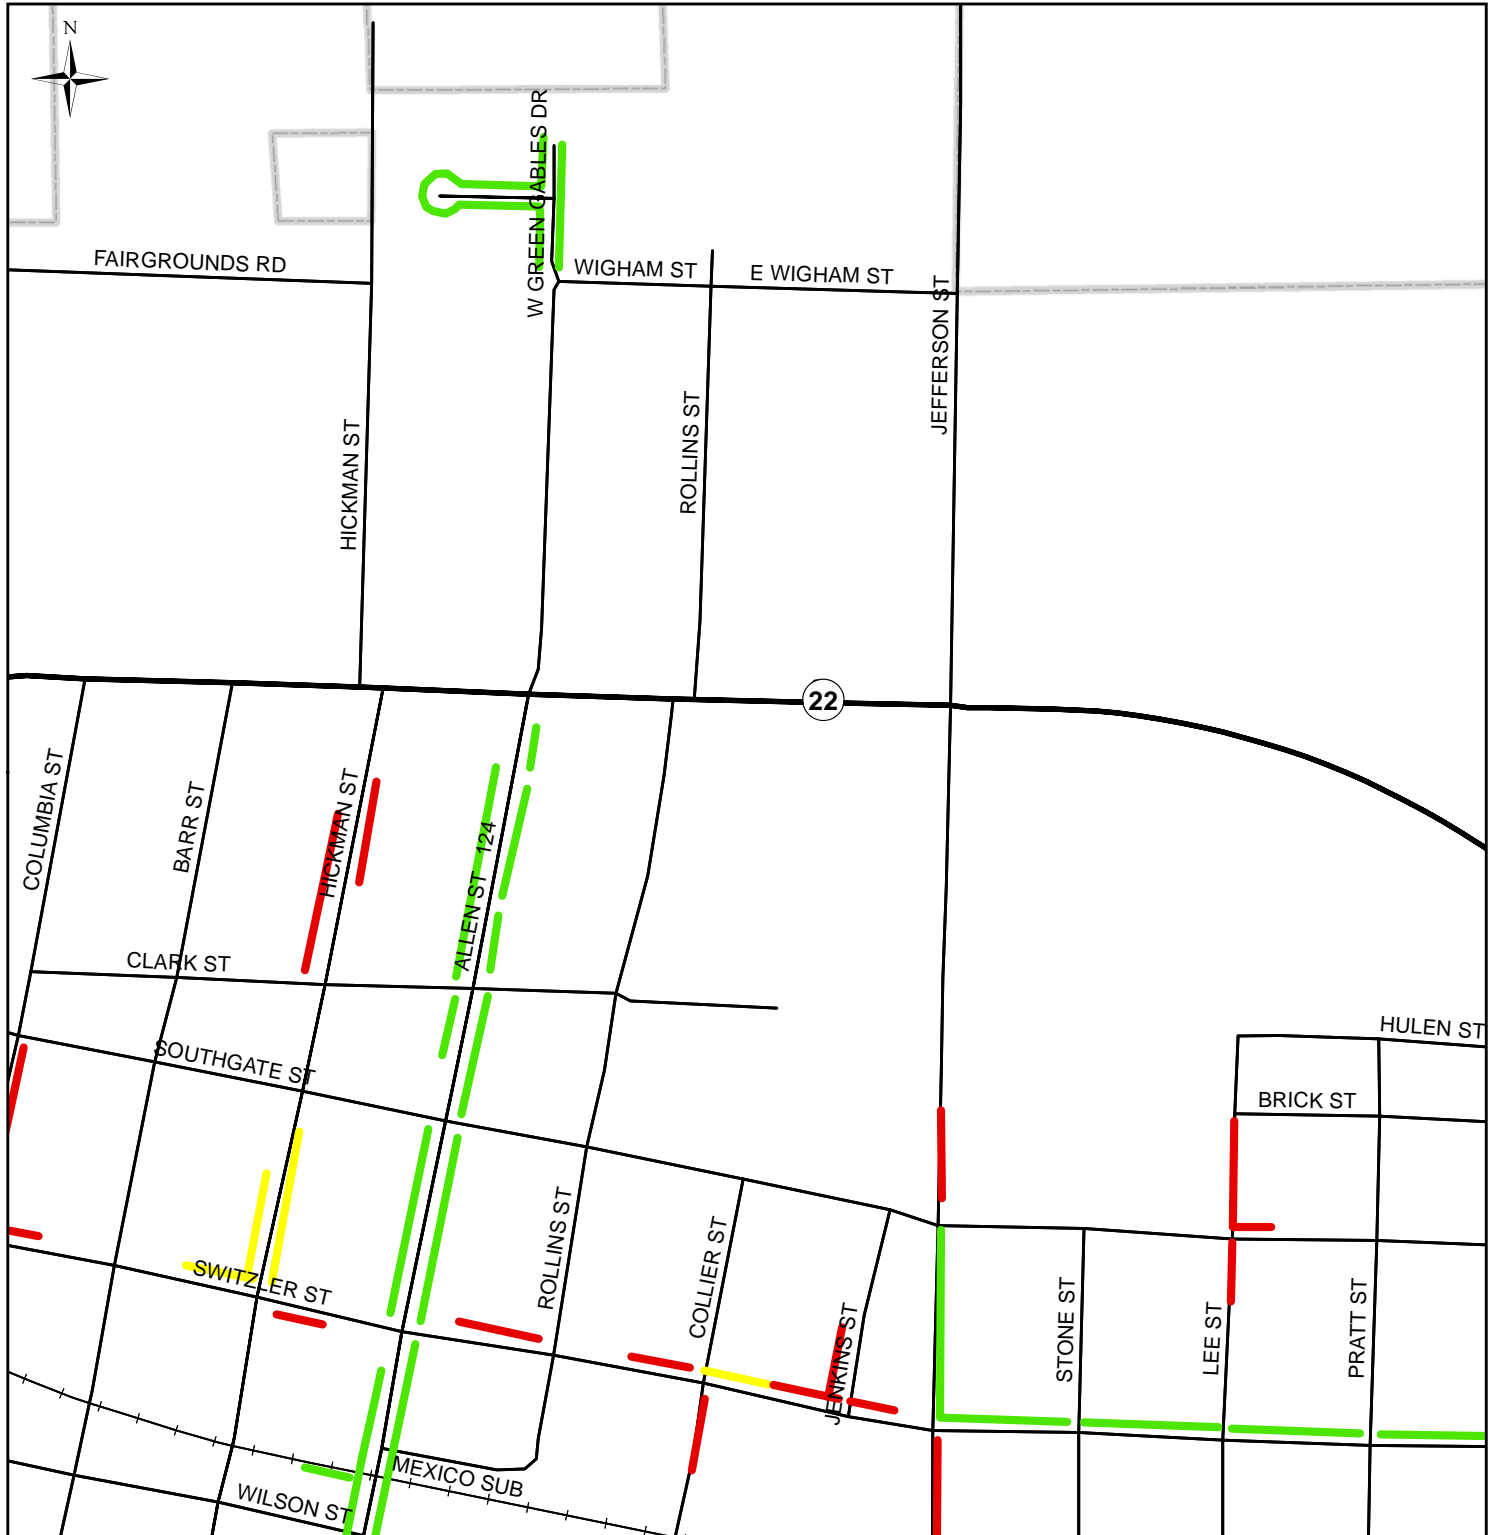 N
W GREEN GABLES DR
FAIRGROUNDS RD
WIGHAM ST
E WIGHAM ST
JEFFERSON ST
HICKMAN ST
ROLLINS ST
22
COLUMBIA ST
BARR ST
HICKMAN ST
ALLEN ST 124
CLARK ST
HULEN ST
SOUTHGATE ST
BRICK ST
ROLLINS ST
COLLIER ST
SWITZLER ST
JENKINS ST
STONE ST
LEE ST
PRATT ST
MEXICO SUB
WILSON ST